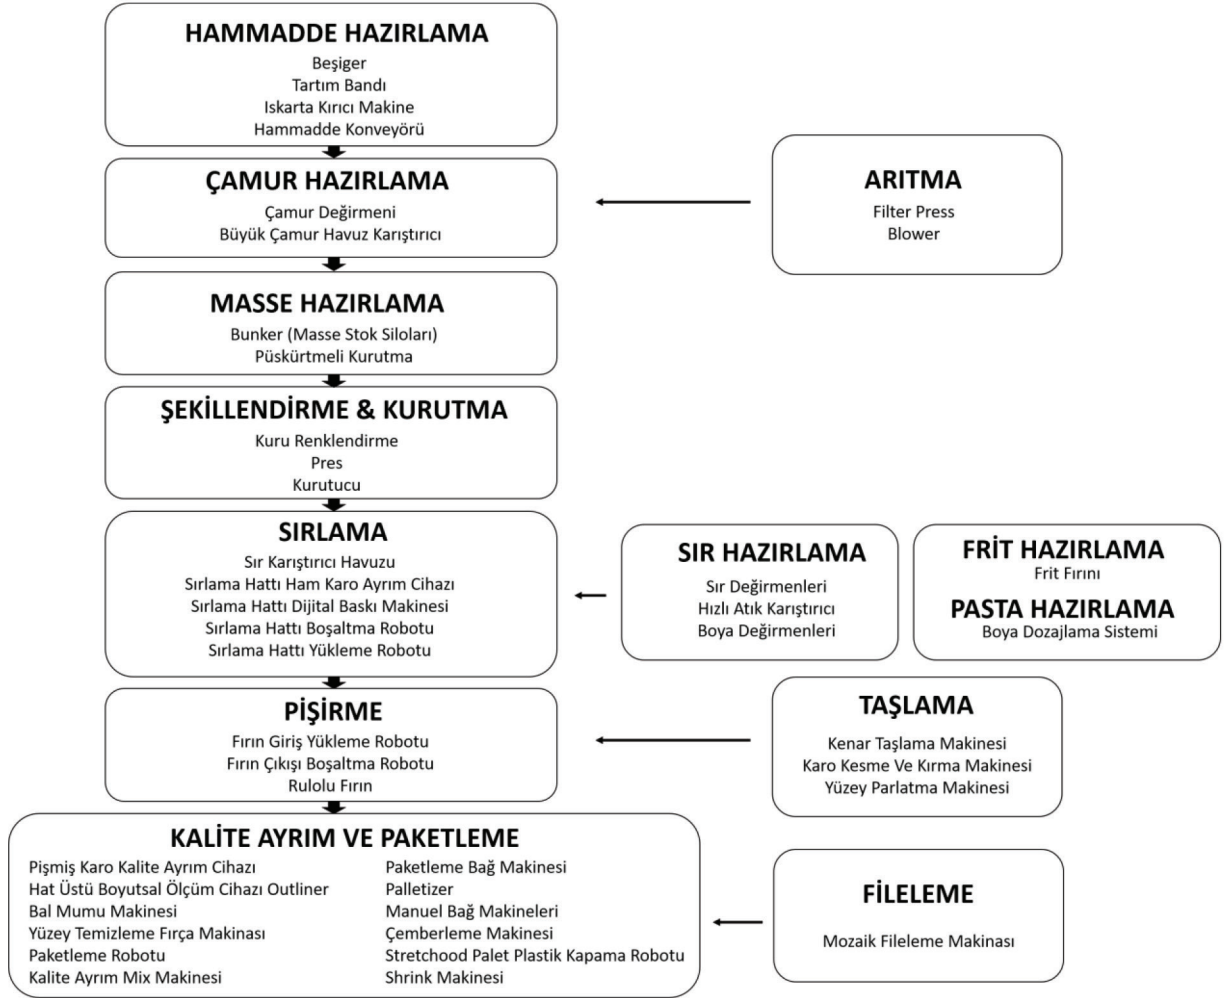 HAMMADDE HAZIRLAMA
Beşiger
Tartım Bandı
Iskarta Kırıcı Makine
Hammadde Konveyörü
ÇAMUR HAZIRLAMA
Çamur Değirmeni
Büyük Çamur Havuz Karıştırıcı
ARITMA
Filter Press
Blower
MASSE HAZIRLAMA
Bunker (Masse Stok Siloları)
Püskürtmeli Kurutma
ŞEKİLLENDİRME & KURUTMA
Kuru Renklendirme
Pres
Kurutucu
SIRLAMA
Sır Karıştırıcı Havuzu
Sırlama Hattı Ham Karo Ayrım Cihazı
Sırlama Hattı Dijital Baskı Makinesi
Sırlama Hattı Boşaltma Robotu
Sırlama Hattı Yükleme Robotu
SIR HAZIRLAMA
Sır Değirmenleri
Hızlı Atık Karıştırıcı
Boya Değirmenleri
FRİT HAZIRLAMA
Frit Fırını
PASTA HAZIRLAMA
Boya Dozajlama Sistemi
PİŞİRME
Fırın Giriş Yükleme Robotu
Fırın Çıkışı Boşaltma Robotu
Rulolu Fırın
TAŞLAMA
Kenar Taşlama Makinesi
Karo Kesme Ve Kırma Makinesi
Yüzey Parlatma Makinesi
KALİTE AYRIM VE PAKETLEME
Pişmiş Karo Kalite Ayrım Cihazı
Hat Üstü Boyutsal Ölçüm Cihazı Outliner
Bal Mumu Makinesi
Yüzey Temizleme Fırça Makinası
Paketleme Robotu
Kalite Ayrım Mix Makinesi
Paketleme Bağ Makinesi
Palletizer
Manuel Bağ Makineleri
Çemberleme Makinesi
Stretchood Palet Plastik Kapama Robotu
Shrink Makinesi
FİLELEME
Mozaik Fileleme Makinası